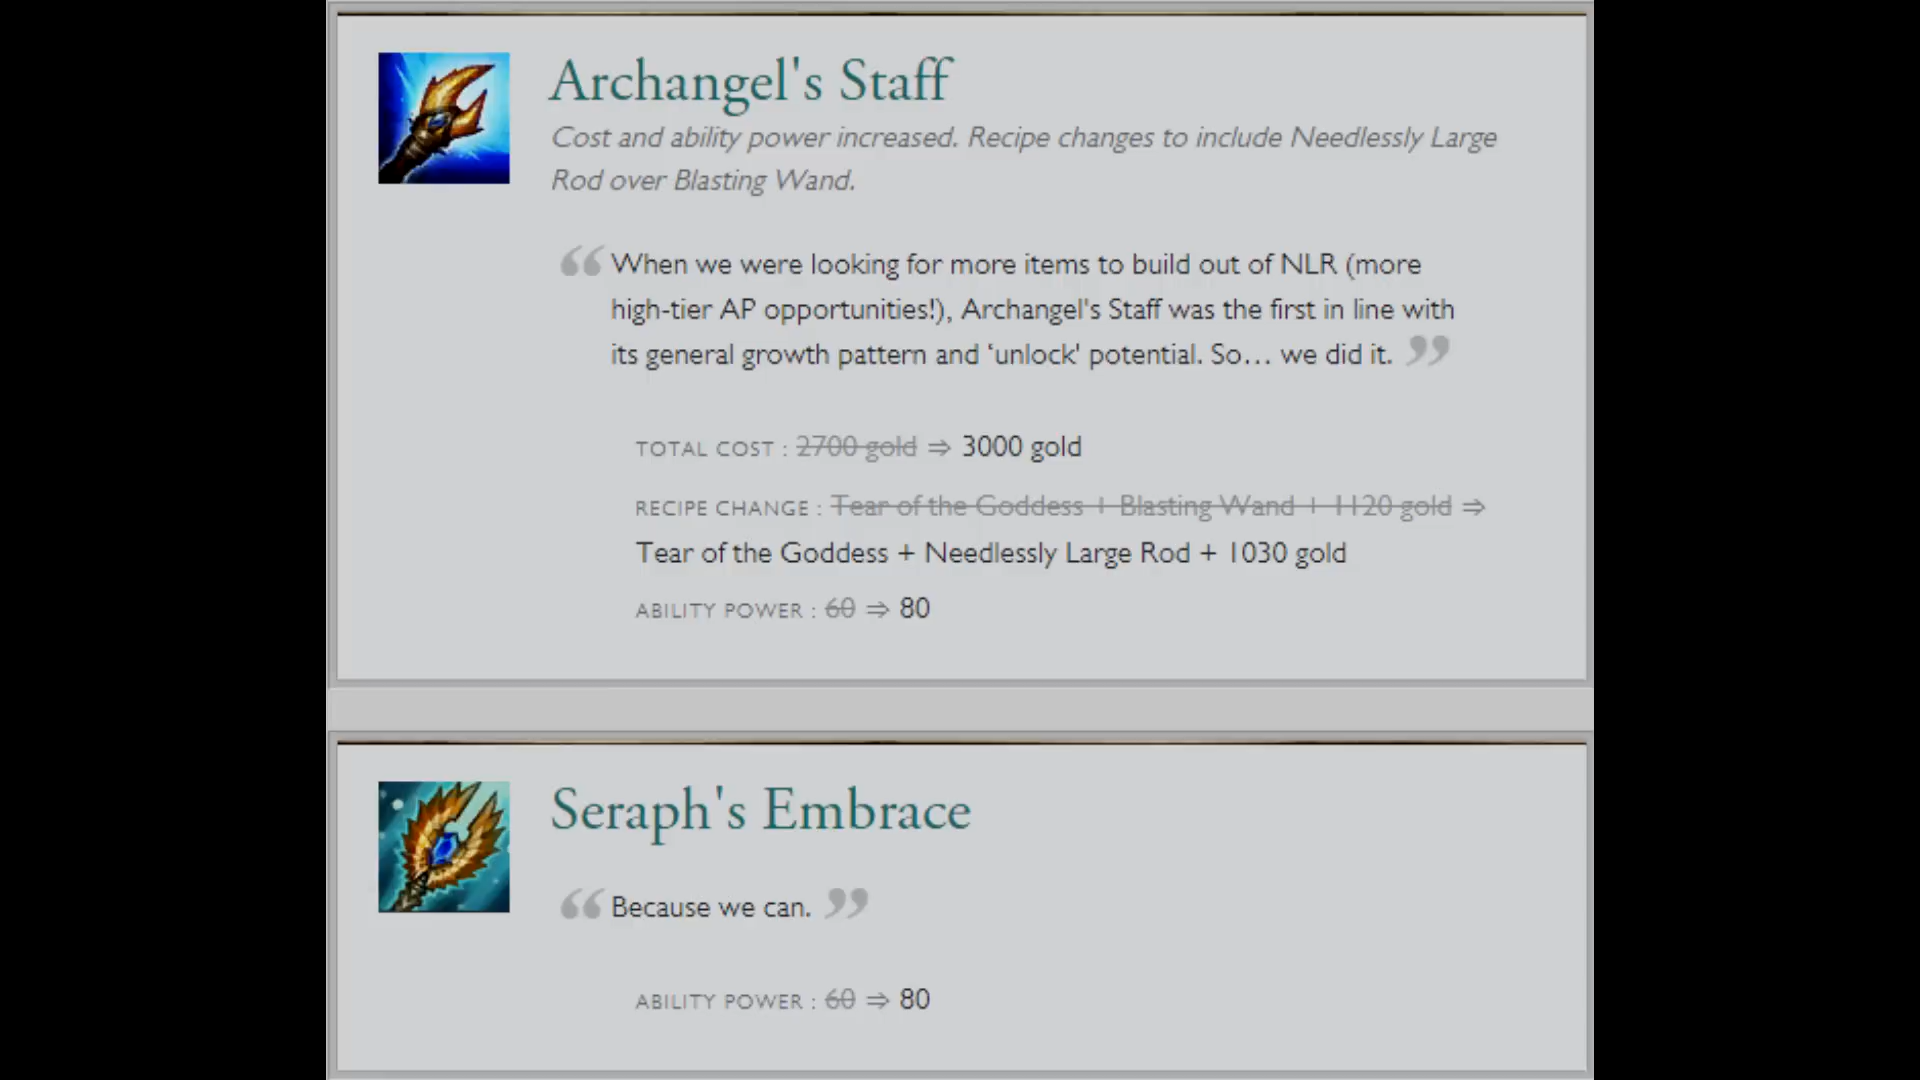 Archangel's Staff
Cost and ability power increased. Recipe changes to include Needlessly Large
Rod over Blasting Wand.
“ When we were looking for more items to build out of NLR (more
high-tier AP opportunities!), Archangel's Staff was the first in line with
its general growth pattern and ‘unlock' potential. So… we did it. ”
TOTAL COST : 2700 gold ⇒ 3000 gold
RECIPE CHANGE : Tear of the Goddess + Blasting Wand + 1120 gold ⇒
Tear of the Goddess + Needlessly Large Rod + 1030 gold
ABILITY POWER : 60 ⇒ 80
Seraph's Embrace
“ Because we can. ”
ABILITY POWER : 60 ⇒ 80